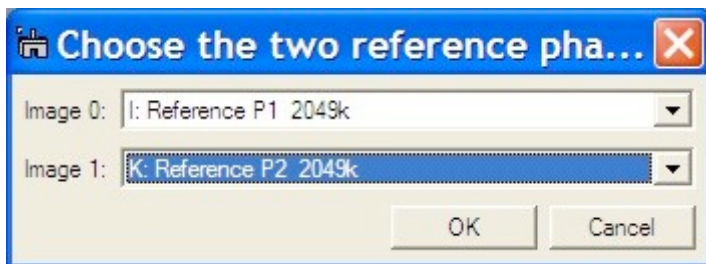 Choose the two reference pha...
Image 0: I: Reference P1 2049k
Image 1: K: Reference P2 2049k
OK Cancel